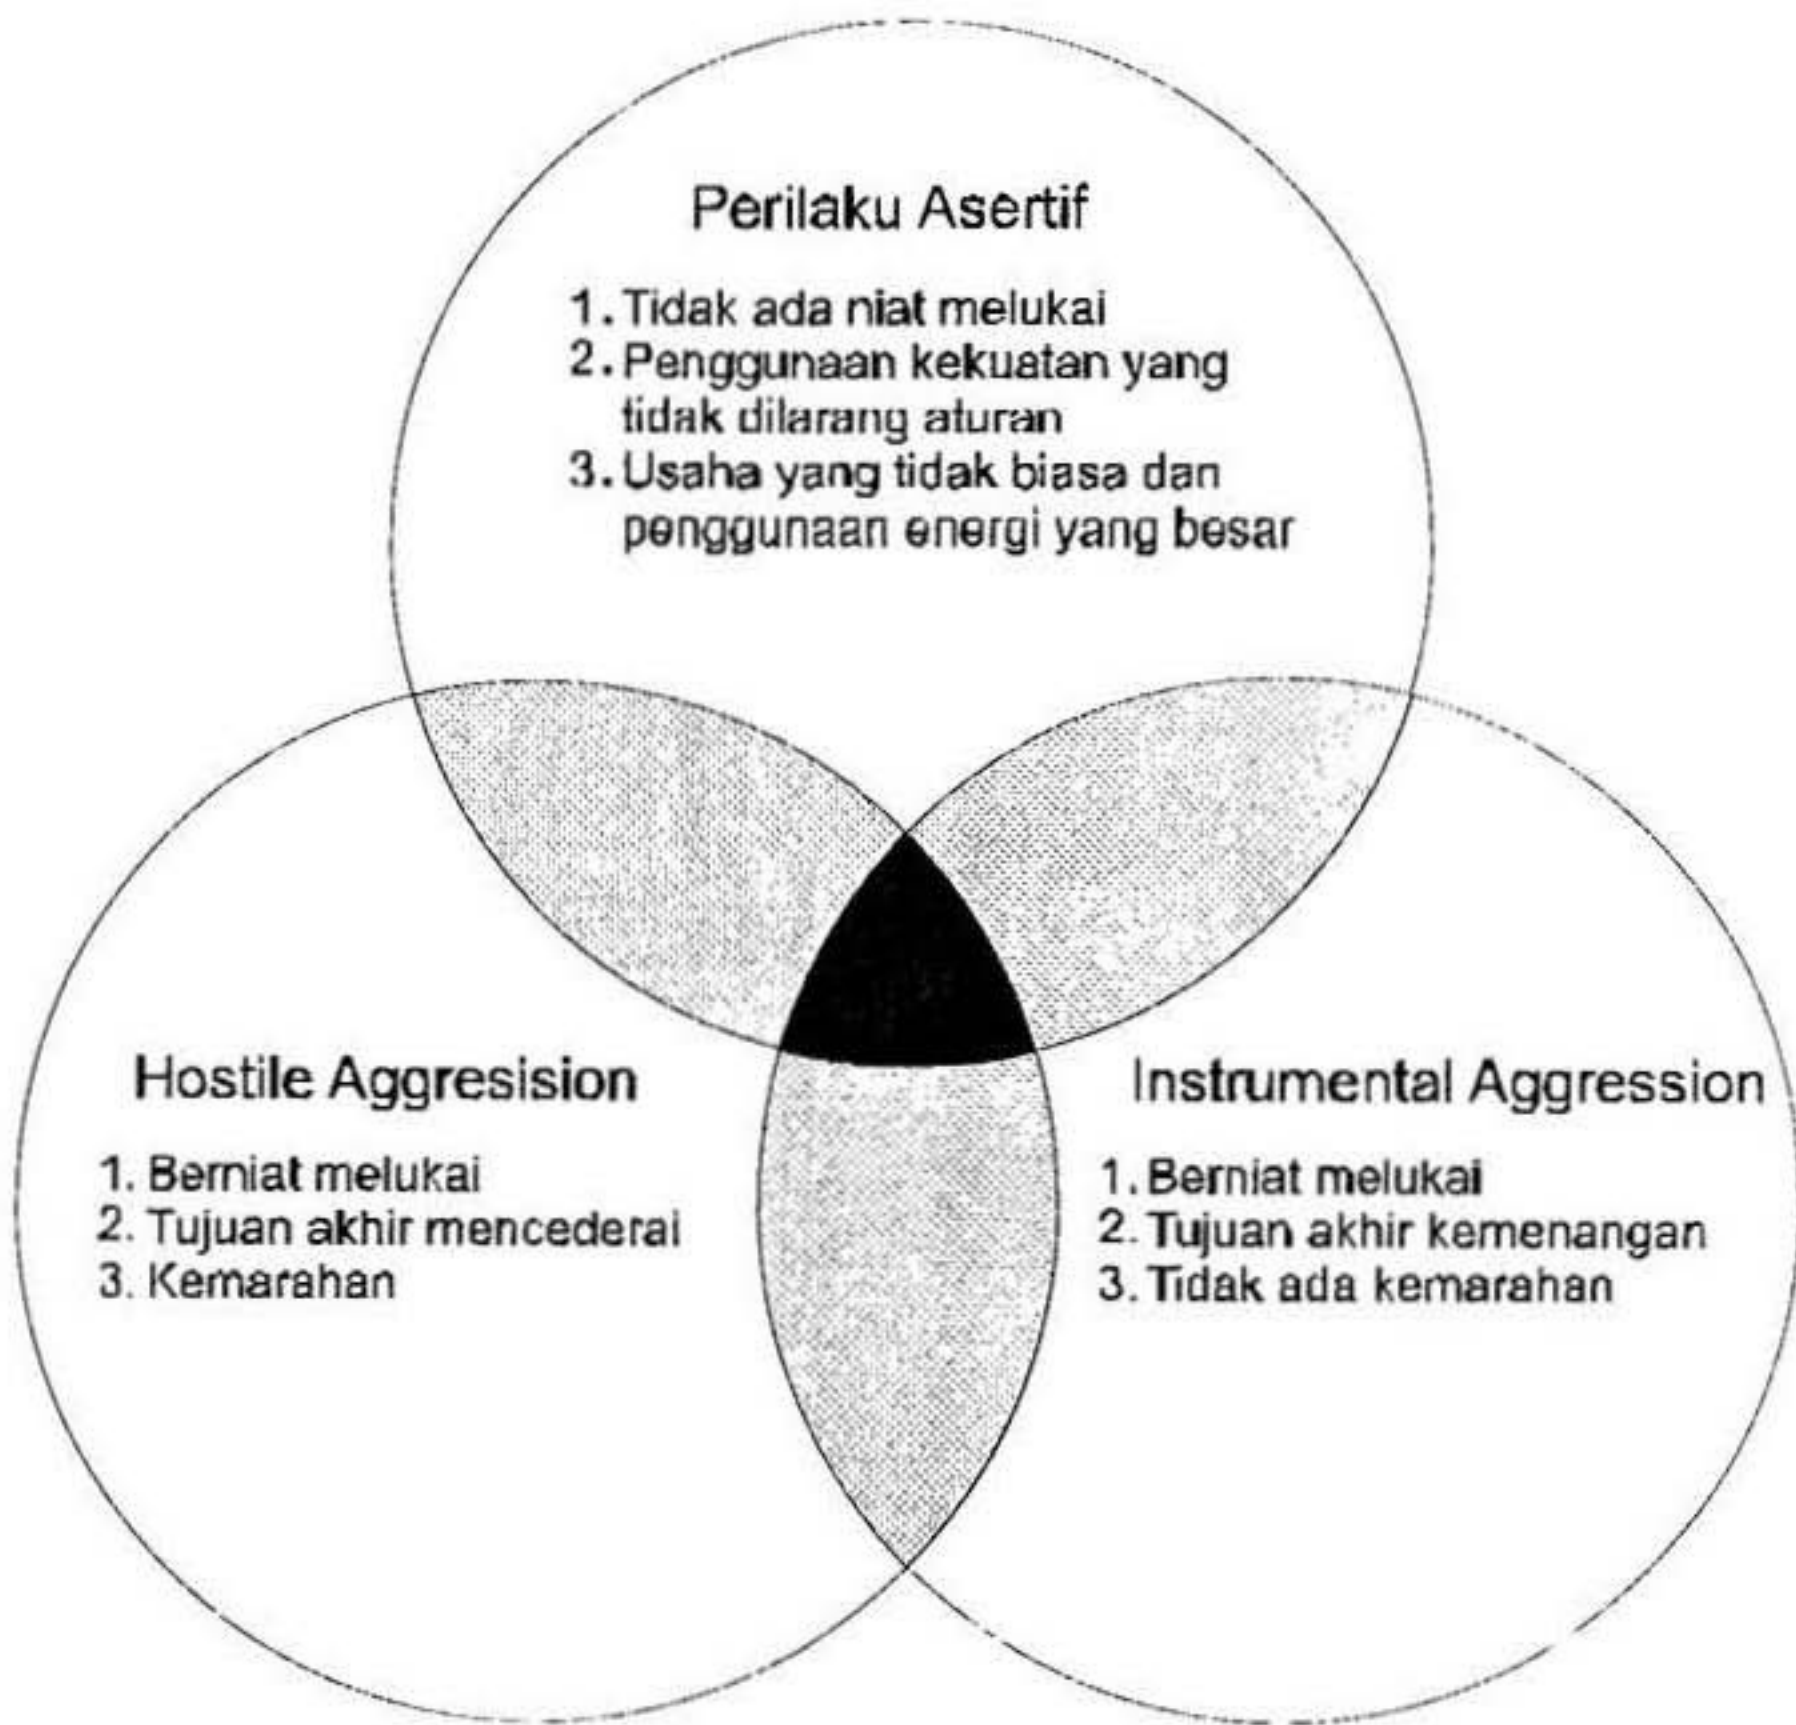 Perilaku Asertif
1. Tidak ada niat melukai
2. Penggunaan kekuatan yang
tidak dilarang aturan
3. Usaha yang tidak biasa dan
penggunaan energi yang besar
Hostile Aggresision
1. Berniat melukai
2. Tujuan akhir mencederai
3. Kemarahan
Instrumental Aggression
1. Berniat melukai
2. Tujuan akhir kemenangan
3. Tidak ada kemarahan